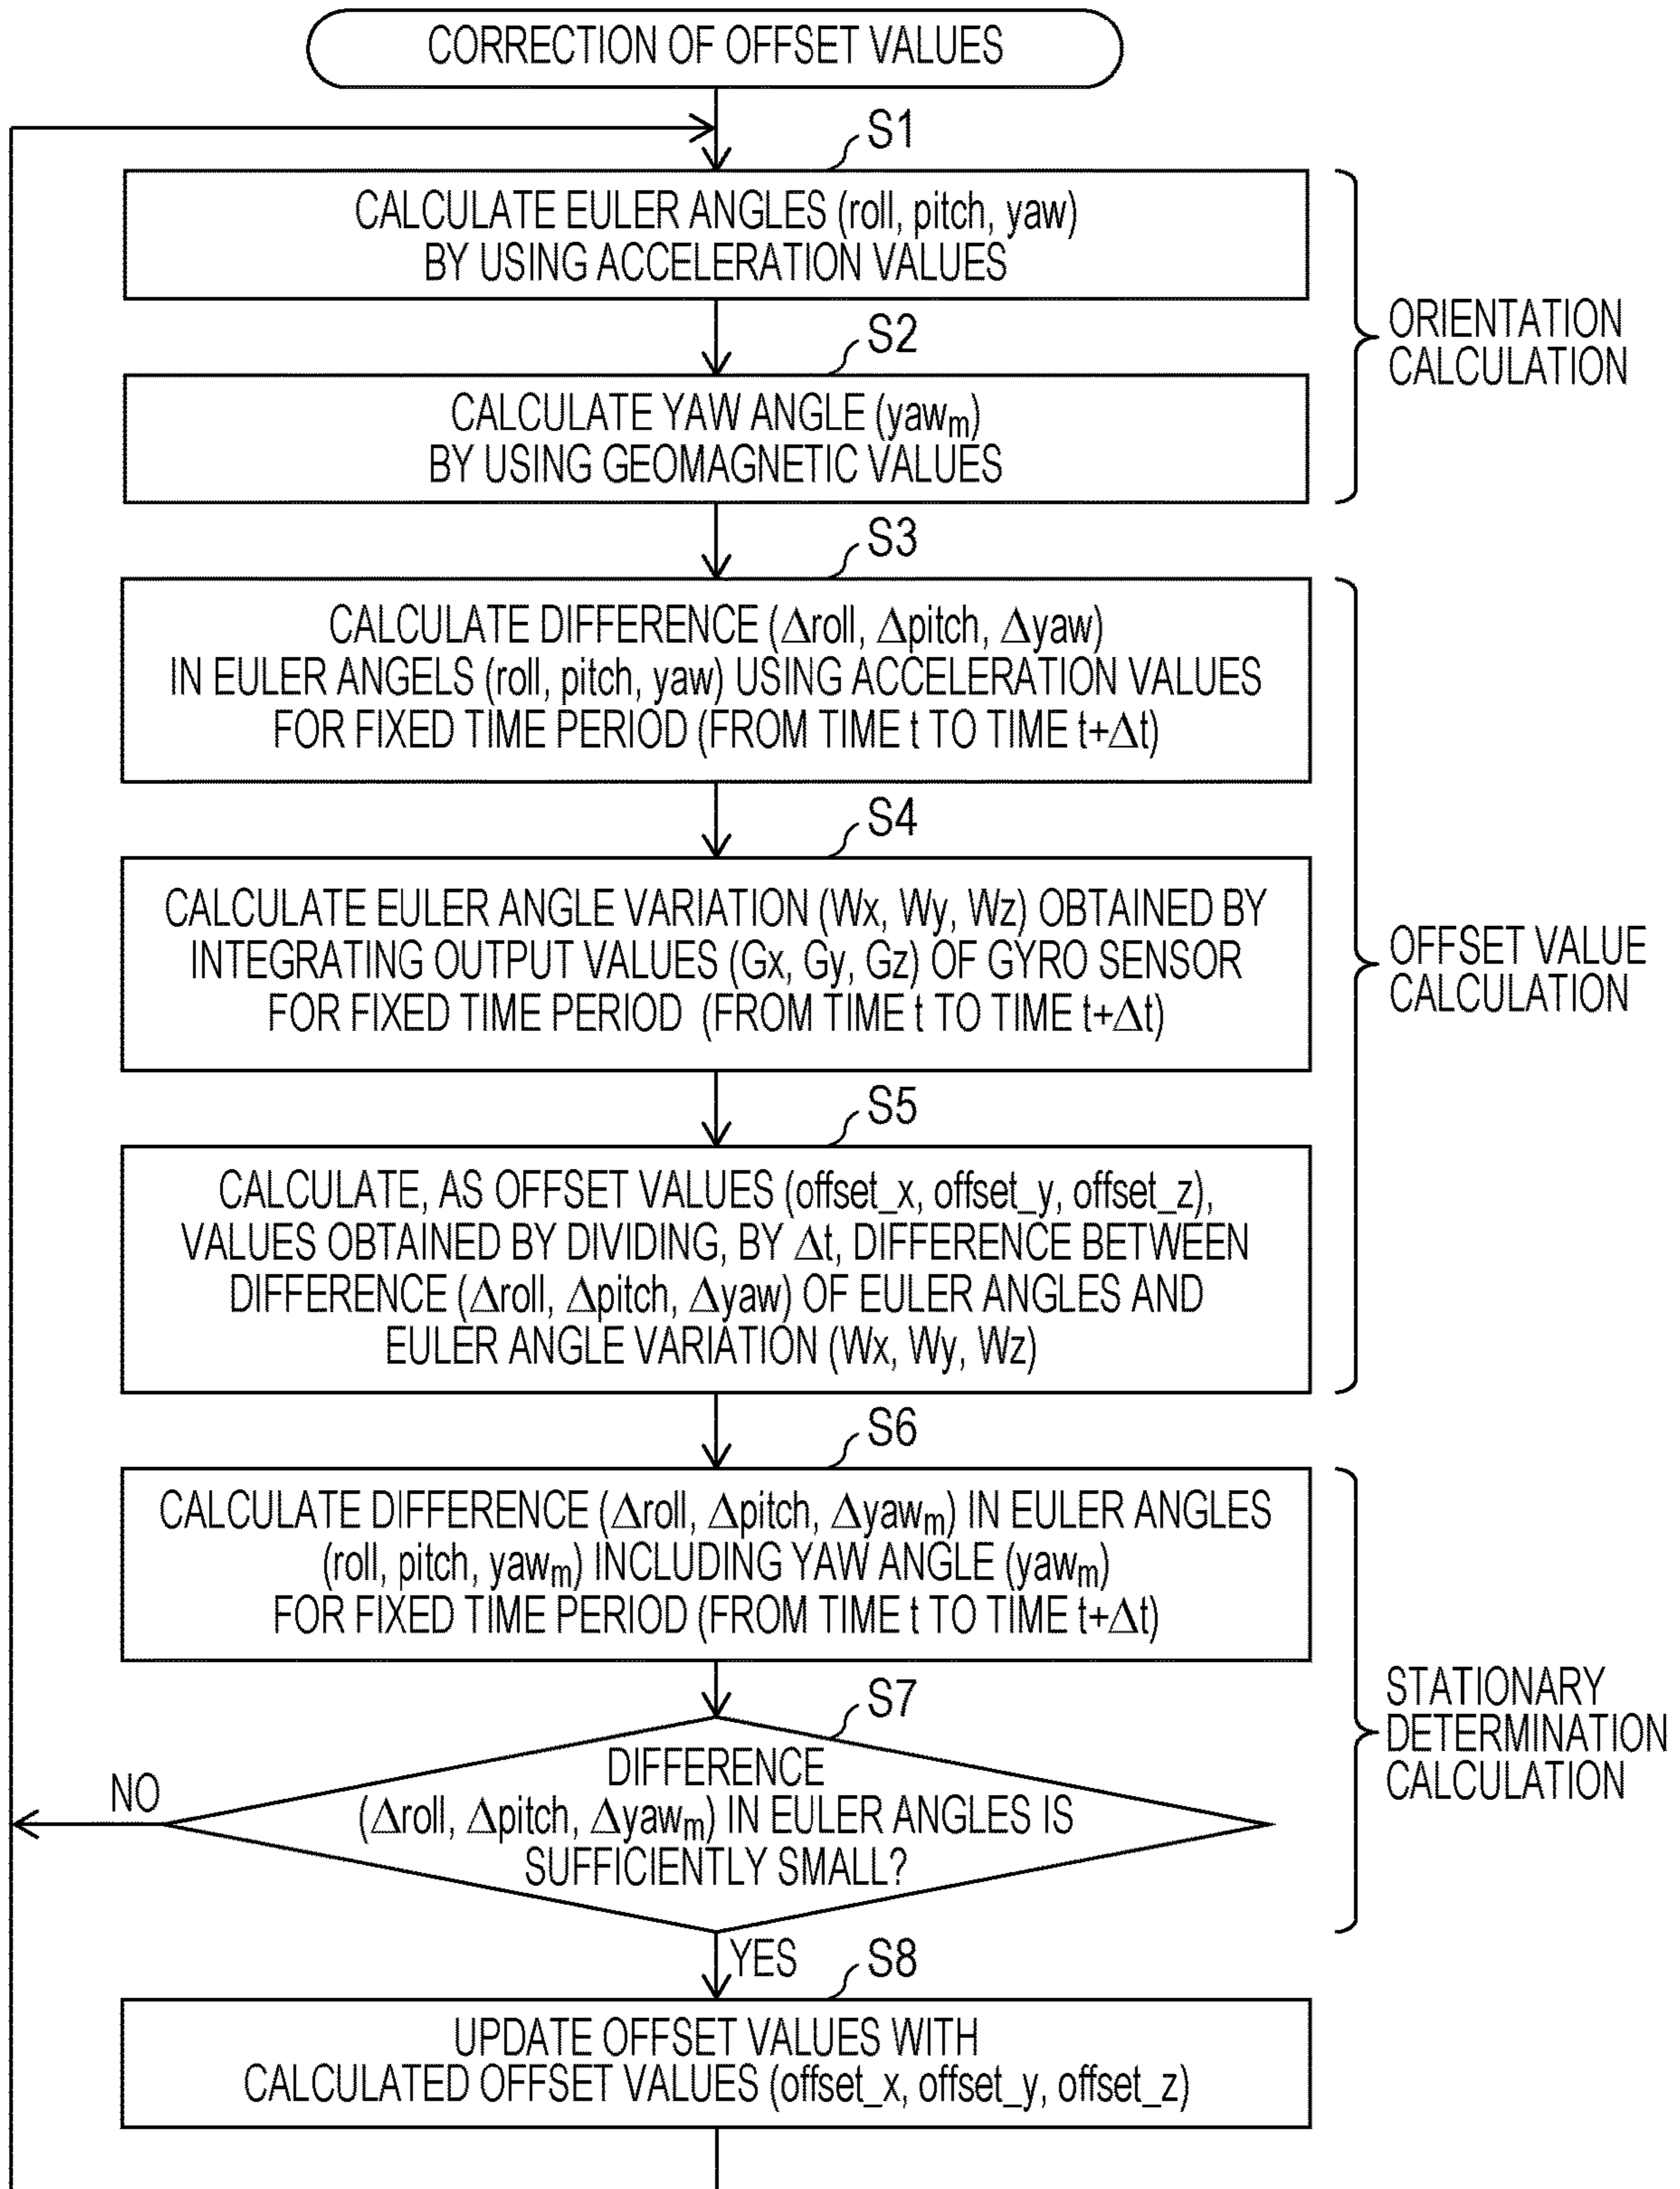 CORRECTION OF OFFSET VALUES
S1
CALCULATE EULER ANGLES (roll, pitch, yaw)
BY USING ACCELERATION VALUES
ORIENTATION
CALCULATION
S2
CALCULATE YAW ANGLE (yawm)
BY USING GEOMAGNETIC VALUES
S3
CALCULATE DIFFERENCE (Δroll, Δpitch, Δyaw)
IN EULER ANGELS (roll, pitch, yaw) USING ACCELERATION VALUES
FOR FIXED TIME PERIOD (FROM TIME t TO TIME t+Δt)
S4
CALCULATE EULER ANGLE VARIATION (Wx, Wy, Wz) OBTAINED BY
INTEGRATING OUTPUT VALUES (Gx, Gy, Gz) OF GYRO SENSOR
FOR FIXED TIME PERIOD (FROM TIME t TO TIME t+Δt)
OFFSET VALUE
CALCULATION
S5
CALCULATE, AS OFFSET VALUES (offset_x, offset_y, offset_z),
VALUES OBTAINED BY DIVIDING, BY Δt, DIFFERENCE BETWEEN
DIFFERENCE (Δroll, Δpitch, Δyaw) OF EULER ANGLES AND
EULER ANGLE VARIATION (Wx, Wy, Wz)
S6
CALCULATE DIFFERENCE (Δroll, Δpitch, Δyawm) IN EULER ANGLES
(roll, pitch, yawm) INCLUDING YAW ANGLE (yawm)
FOR FIXED TIME PERIOD (FROM TIME t TO TIME t+Δt)
S7
DIFFERENCE
(Δroll, Δpitch, Δyawm) IN EULER ANGLES IS
SUFFICIENTLY SMALL?
NO
STATIONARY
DETERMINATION
CALCULATION
YES
S8
UPDATE OFFSET VALUES WITH
CALCULATED OFFSET VALUES (offset_x, offset_y, offset_z)